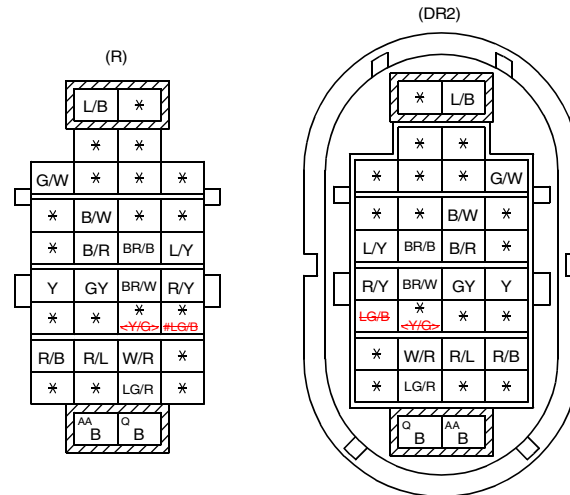 (R)
(DR2)
L/B *
* *
G/W * * *
* B/W * *
* B/R BR/B L/Y
Y GY BR/W R/Y
* * * *
<Y/G> #LG/B
R/B R/L W/R *
* * LG/R *
AA B Q B
* L/B
* *
* * * G/W
* * B/W *
L/Y BR/B B/R *
R/Y BR/W GY Y
LG/B * * *
<Y/G>
* W/R R/L R/B
* LG/R * *
Q B AA B